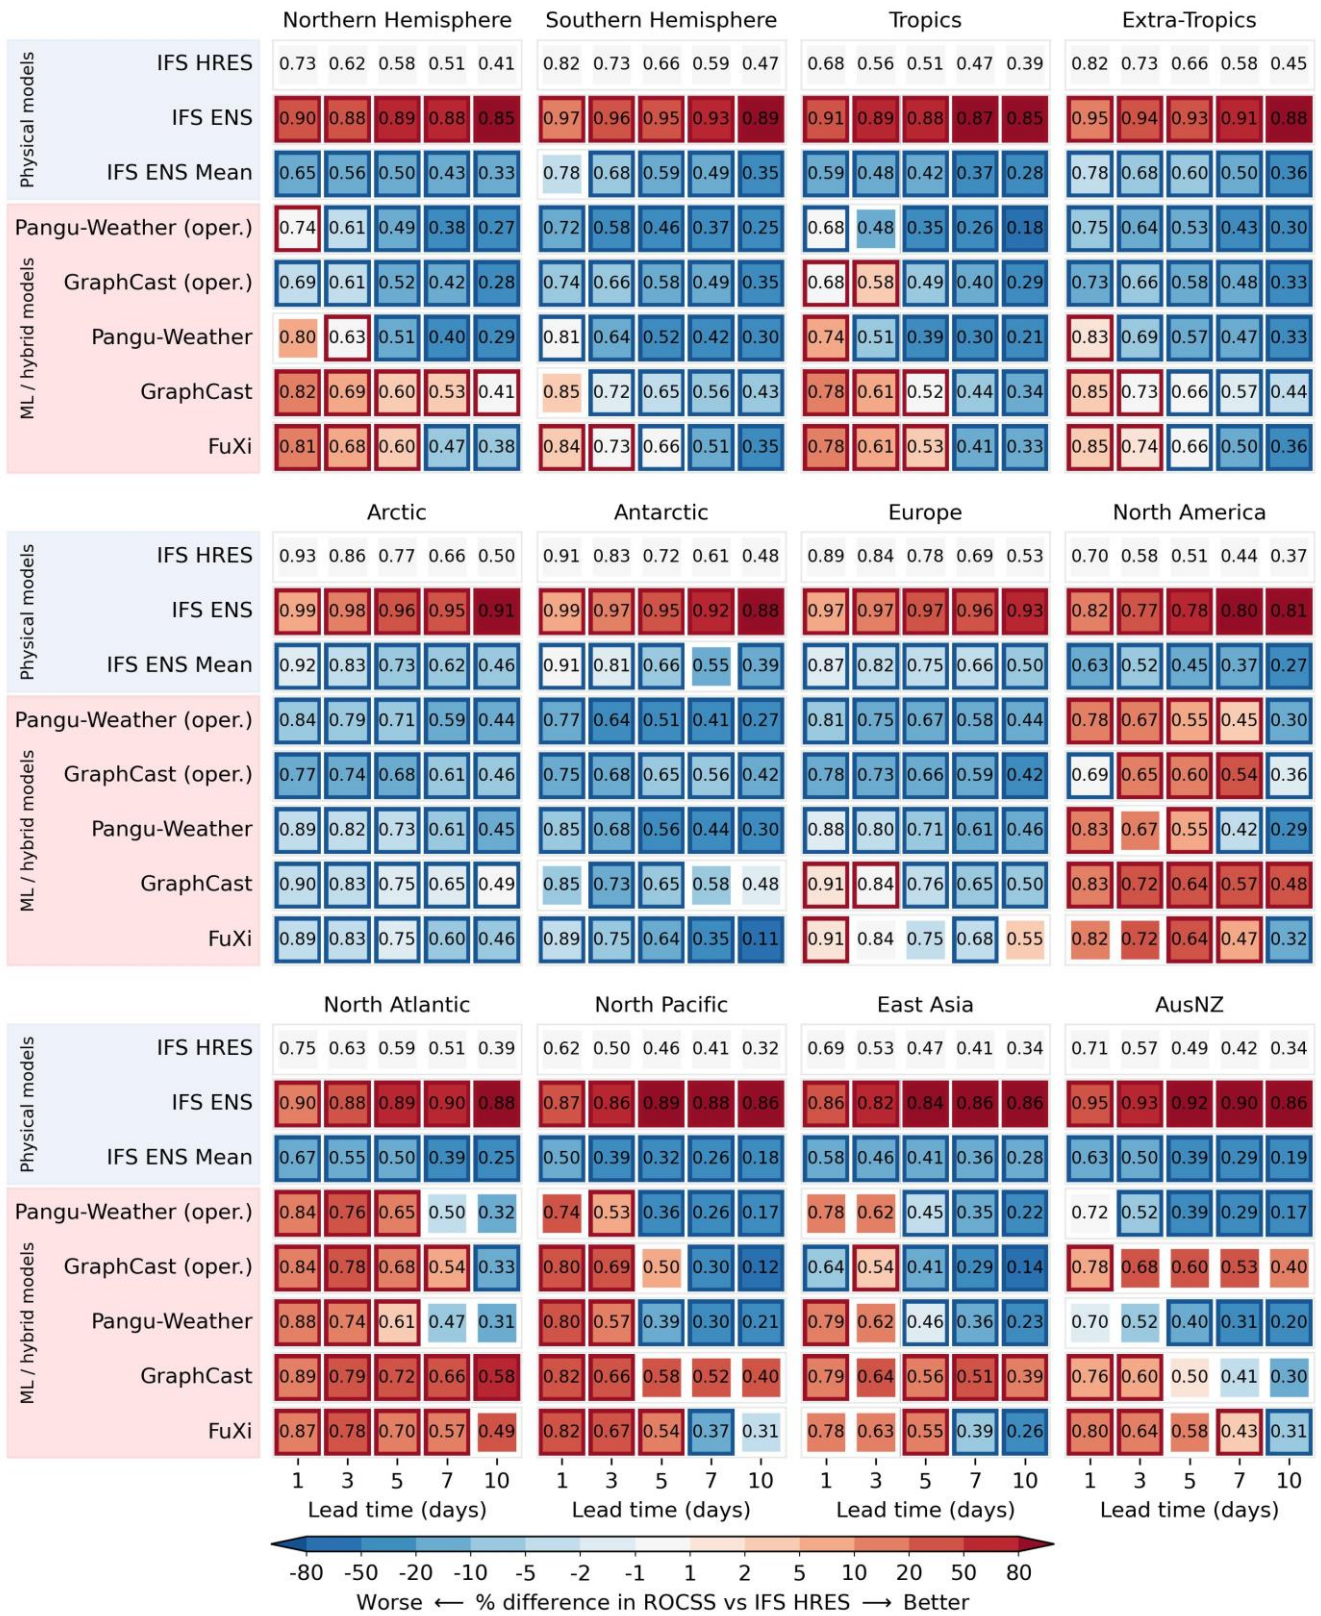 Northern Hemisphere Southern Hemisphere Tropics Extra-Tropics
Physical models
IFS HRES 0.73 0.62 0.58 0.51 0.41 0.82 0.73 0.66 0.59 0.47 0.68 0.56 0.51 0.47 0.39 0.82 0.73 0.66 0.58 0.45
IFS ENS 0.90 0.88 0.89 0.88 0.85 0.97 0.96 0.95 0.93 0.89 0.91 0.89 0.88 0.87 0.85 0.95 0.94 0.93 0.91 0.88
IFS ENS Mean 0.65 0.56 0.50 0.43 0.33 0.78 0.68 0.59 0.49 0.35 0.59 0.48 0.42 0.37 0.28 0.78 0.68 0.60 0.50 0.36
ML / hybrid models
Pangu-Weather (oper.) 0.74 0.61 0.49 0.38 0.27 0.72 0.58 0.46 0.37 0.25 0.68 0.48 0.35 0.26 0.18 0.75 0.64 0.53 0.43 0.30
GraphCast (oper.) 0.69 0.61 0.52 0.42 0.28 0.74 0.66 0.58 0.49 0.35 0.68 0.58 0.49 0.40 0.29 0.73 0.66 0.58 0.48 0.33
Pangu-Weather 0.80 0.63 0.51 0.40 0.29 0.81 0.64 0.52 0.42 0.30 0.74 0.51 0.39 0.30 0.21 0.83 0.69 0.57 0.47 0.33
GraphCast 0.82 0.69 0.60 0.53 0.41 0.85 0.72 0.65 0.56 0.43 0.78 0.61 0.52 0.44 0.34 0.85 0.73 0.66 0.57 0.44
FuXi 0.81 0.68 0.60 0.47 0.38 0.84 0.73 0.66 0.51 0.35 0.78 0.61 0.53 0.41 0.33 0.85 0.74 0.66 0.50 0.36
Arctic Antarctic Europe North America
Physical models
IFS HRES 0.93 0.86 0.77 0.66 0.50 0.91 0.83 0.72 0.61 0.48 0.89 0.84 0.78 0.69 0.53 0.70 0.58 0.51 0.44 0.37
IFS ENS 0.99 0.98 0.96 0.95 0.91 0.99 0.97 0.95 0.92 0.88 0.97 0.97 0.97 0.96 0.93 0.82 0.77 0.78 0.80 0.81
IFS ENS Mean 0.92 0.83 0.73 0.62 0.46 0.91 0.81 0.66 0.55 0.39 0.87 0.82 0.75 0.66 0.50 0.63 0.52 0.45 0.37 0.27
ML / hybrid models
Pangu-Weather (oper.) 0.84 0.79 0.71 0.59 0.44 0.77 0.64 0.51 0.41 0.27 0.81 0.75 0.67 0.58 0.44 0.78 0.67 0.55 0.45 0.30
GraphCast (oper.) 0.77 0.74 0.68 0.61 0.46 0.75 0.68 0.65 0.56 0.42 0.78 0.73 0.66 0.59 0.42 0.69 0.65 0.60 0.54 0.36
Pangu-Weather 0.89 0.82 0.73 0.61 0.45 0.85 0.68 0.56 0.44 0.30 0.88 0.80 0.71 0.61 0.46 0.83 0.67 0.55 0.42 0.29
GraphCast 0.90 0.83 0.75 0.65 0.49 0.85 0.73 0.65 0.58 0.48 0.91 0.84 0.76 0.65 0.50 0.83 0.72 0.64 0.57 0.48
FuXi 0.89 0.83 0.75 0.60 0.46 0.89 0.75 0.64 0.35 0.11 0.91 0.84 0.75 0.68 0.55 0.82 0.72 0.64 0.47 0.32
North Atlantic North Pacific East Asia AusNZ
Physical models
IFS HRES 0.75 0.63 0.59 0.51 0.39 0.62 0.50 0.46 0.41 0.32 0.69 0.53 0.47 0.41 0.34 0.71 0.57 0.49 0.42 0.34
IFS ENS 0.90 0.88 0.89 0.90 0.88 0.87 0.86 0.89 0.88 0.86 0.86 0.82 0.84 0.86 0.86 0.95 0.93 0.92 0.90 0.86
IFS ENS Mean 0.67 0.55 0.50 0.39 0.25 0.50 0.39 0.32 0.26 0.18 0.58 0.46 0.41 0.36 0.28 0.63 0.50 0.39 0.29 0.19
ML / hybrid models
Pangu-Weather (oper.) 0.84 0.76 0.65 0.50 0.32 0.74 0.53 0.36 0.26 0.17 0.78 0.62 0.45 0.35 0.22 0.72 0.52 0.39 0.29 0.17
GraphCast (oper.) 0.84 0.78 0.68 0.54 0.33 0.80 0.69 0.50 0.30 0.12 0.64 0.54 0.41 0.29 0.14 0.78 0.68 0.60 0.53 0.40
Pangu-Weather 0.88 0.74 0.61 0.47 0.31 0.80 0.57 0.39 0.30 0.21 0.79 0.62 0.46 0.36 0.23 0.70 0.52 0.40 0.31 0.20
GraphCast 0.89 0.79 0.72 0.66 0.58 0.82 0.66 0.58 0.52 0.40 0.79 0.64 0.56 0.51 0.39 0.76 0.60 0.50 0.41 0.30
FuXi 0.87 0.78 0.70 0.57 0.49 0.82 0.67 0.54 0.37 0.31 0.78 0.63 0.55 0.39 0.26 0.80 0.64 0.58 0.43 0.31
1 3 5 7 10 1 3 5 7 10 1 3 5 7 10 1 3 5 7 10
Lead time (days) Lead time (days) Lead time (days) Lead time (days)
-80 -50 -20 -10 -5 -2 -1 1 2 5 10 20 50 80
Worse ← % difference in ROCSS vs IFS HRES → Better